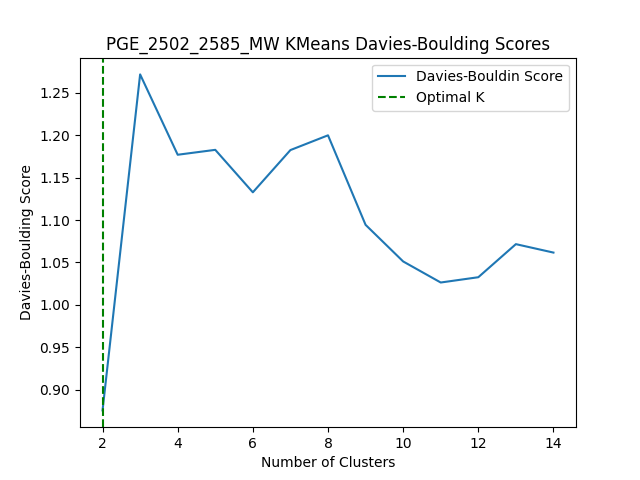 PGE_2502_2585_MW KMeans Davies-Boulding Scores
Davies-Bouldin Score
Optimal K
Davies-Boulding Score
1.25
1.20
1.15
1.10
1.05
1.00
0.95
0.90
2 4 6 8 10 12 14
Number of Clusters